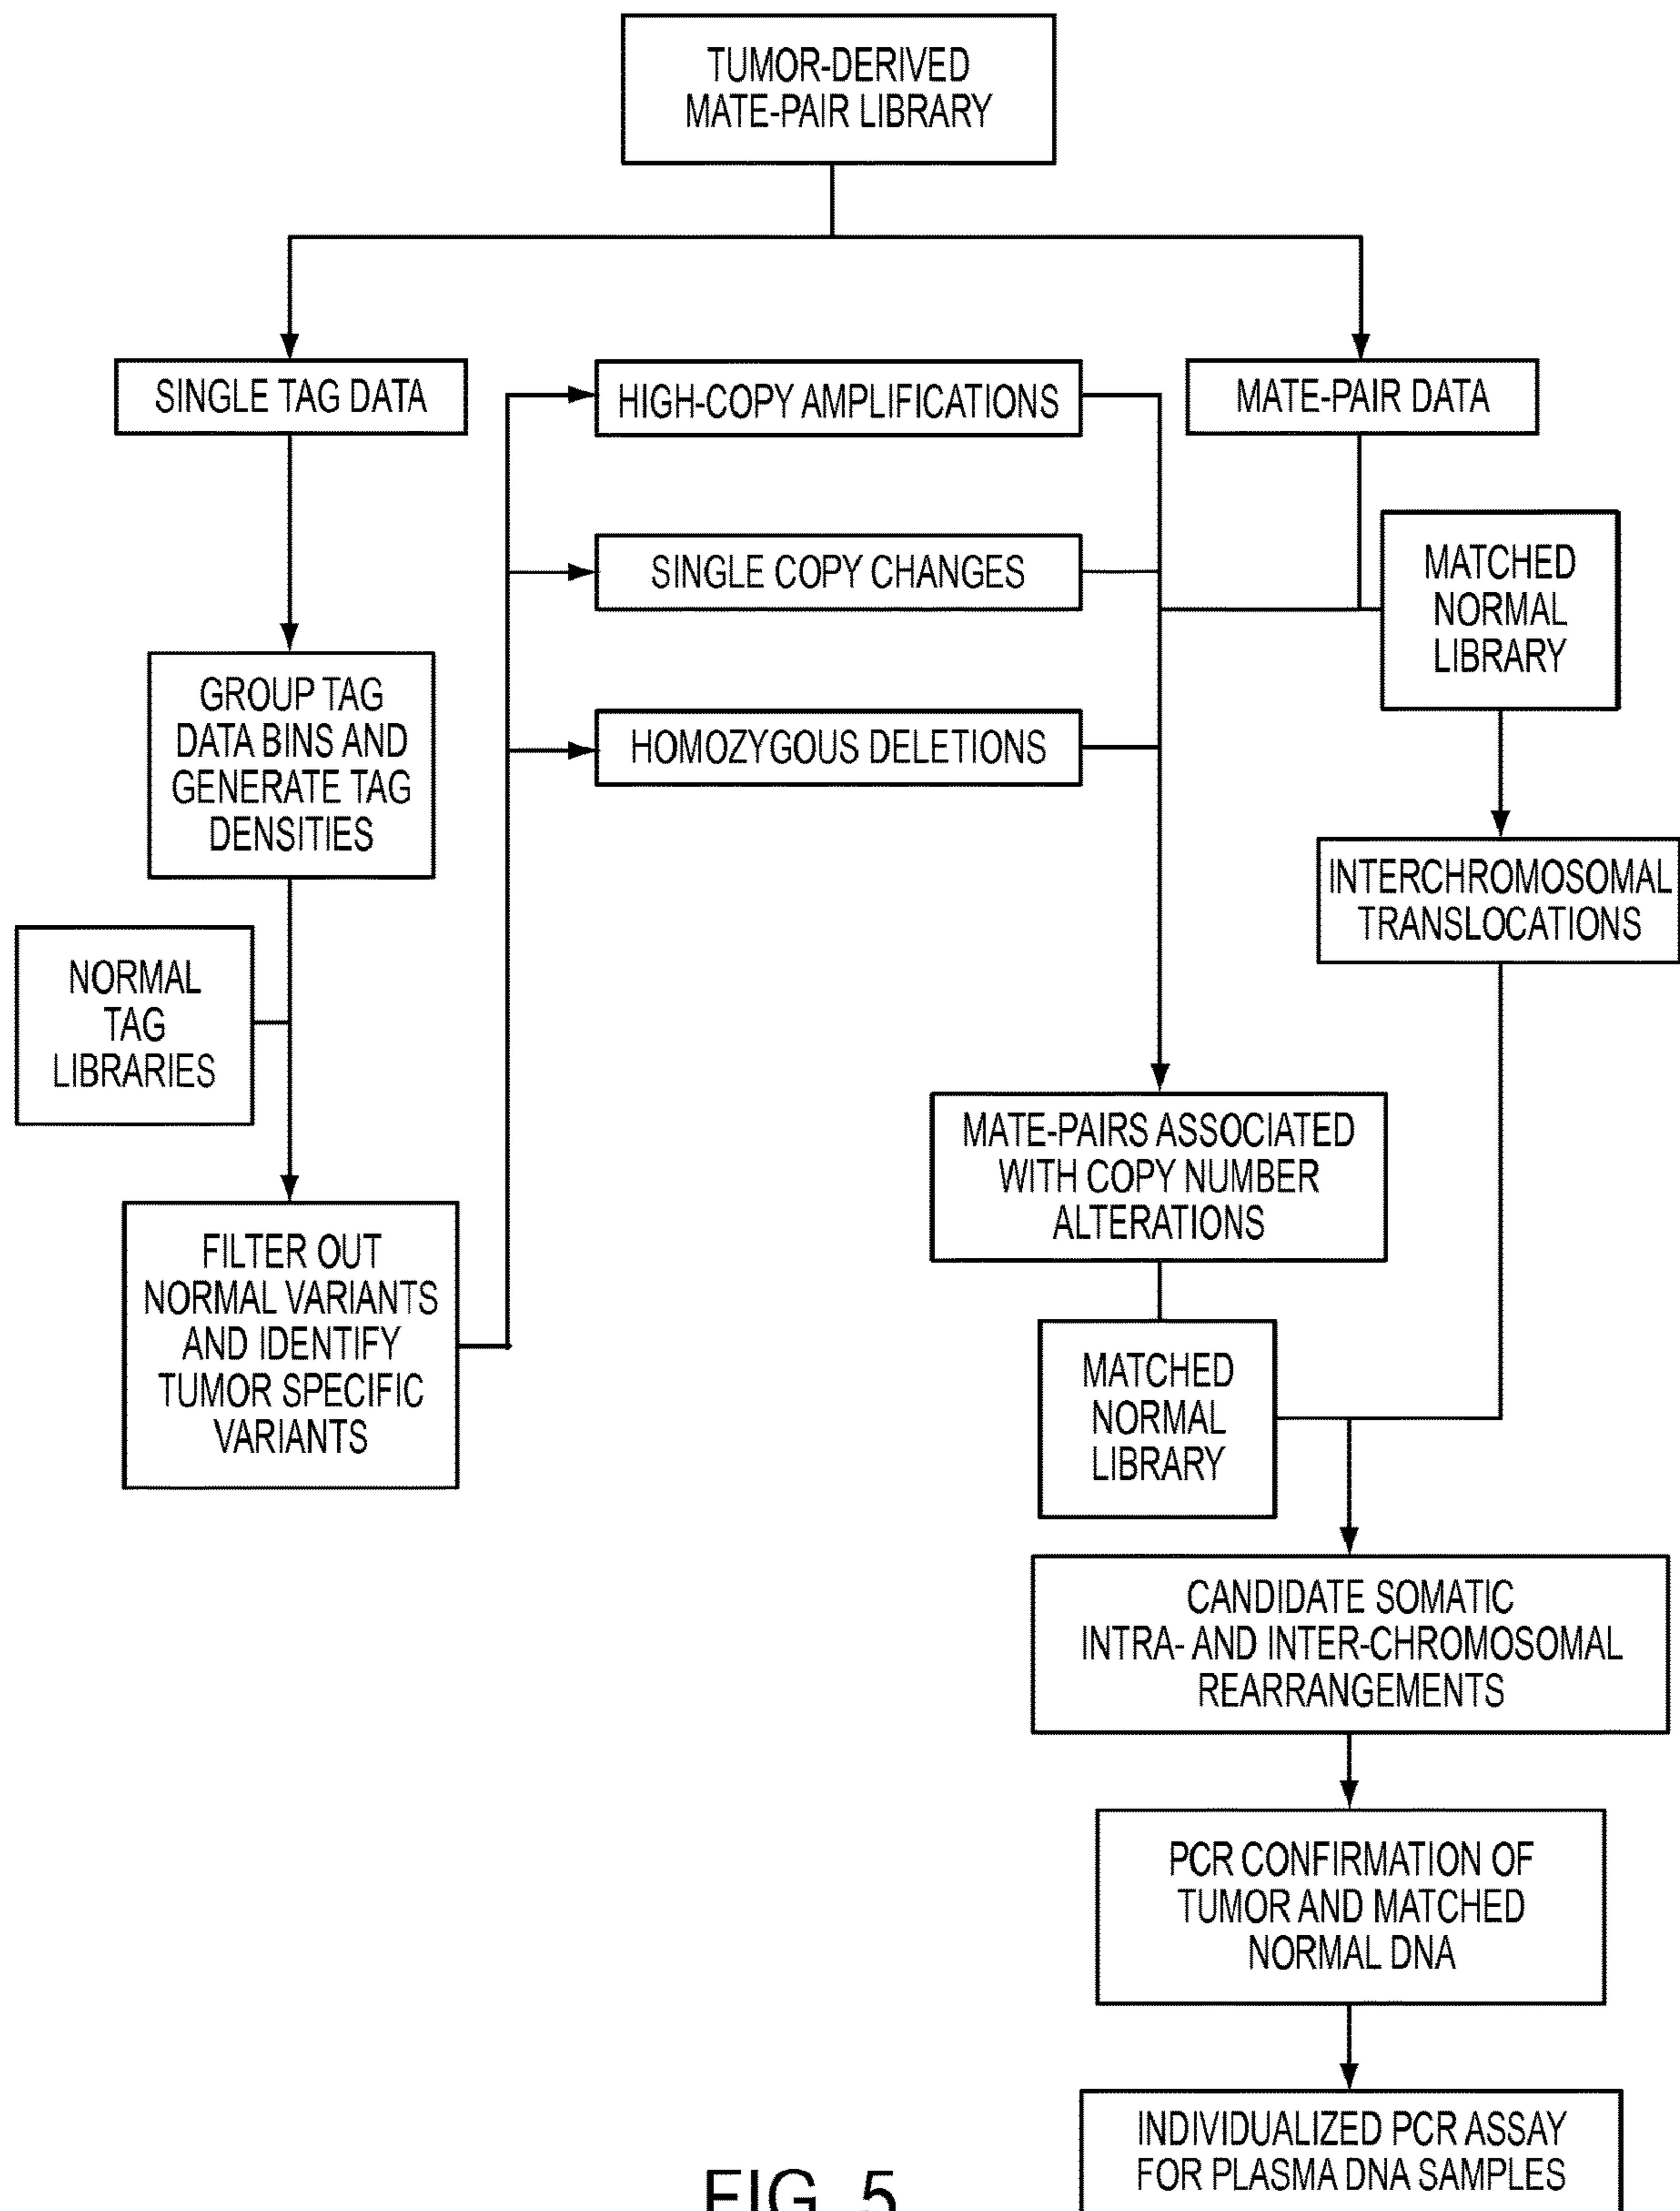 TUMOR-DERIVED
MATE-PAIR LIBRARY
SINGLE TAG DATA
HIGH-COPY AMPLIFICATIONS
MATE-PAIR DATA
SINGLE COPY CHANGES
MATCHED
NORMAL
LIBRARY
GROUP TAG
DATA BINS AND
GENERATE TAG
DENSITIES
HOMOZYGOUS DELETIONS
INTERCHROMOSOMAL
TRANSLOCATIONS
NORMAL
TAG
LIBRARIES
MATE-PAIRS ASSOCIATED
WITH COPY NUMBER
ALTERATIONS
FILTER OUT
NORMAL VARIANTS
AND IDENTIFY
TUMOR SPECIFIC
VARIANTS
MATCHED
NORMAL
LIBRARY
CANDIDATE SOMATIC
INTRA- AND INTER-CHROMOSOMAL
REARRANGEMENTS
PCR CONFIRMATION OF
TUMOR AND MATCHED
NORMAL DNA
INDIVIDUALIZED PCR ASSAY
FOR PLASMA DNA SAMPLES
FIG. 5